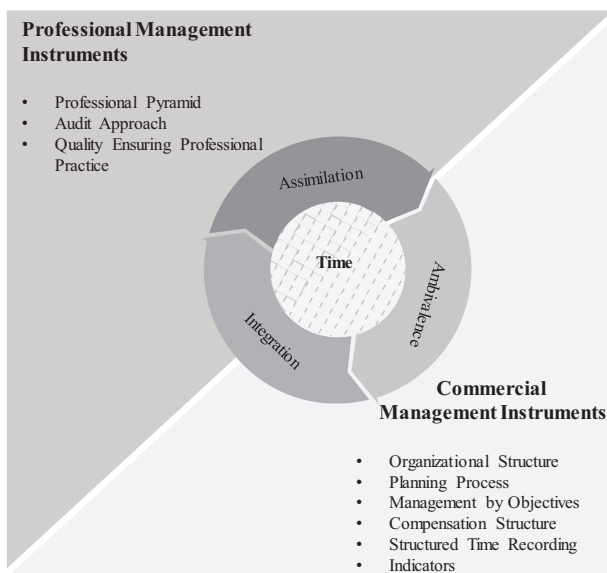 Professional Management
Instruments
• Professional Pyramid
• Audit Approach
• Quality Ensuring Professional
Practice
Assimilation
Time
Ambivalence
Integration
Commercial
Management Instruments
• Organizational Structure
• Planning Process
• Management by Objectives
• Compensation Structure
• Structured Time Recording
• Indicators